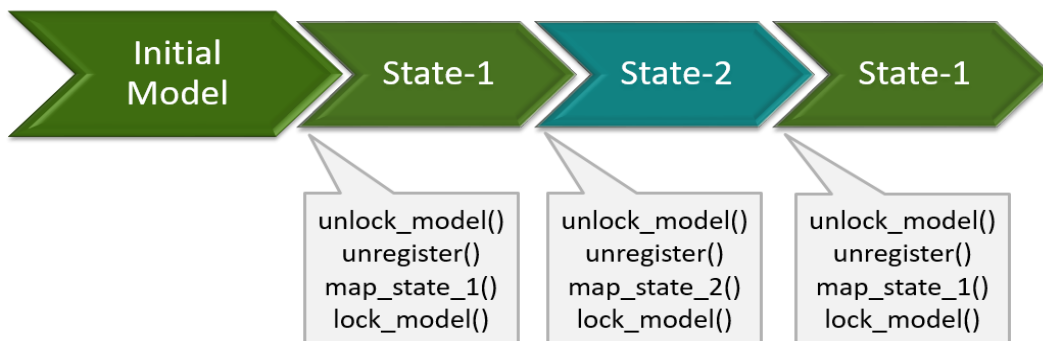 Initial
Model
State-1
State-2
State-1
unlock_model()
unregister()
map_state_1()
lock_model()
unlock_model()
unregister()
map_state_2()
lock_model()
unlock_model()
unregister()
map_state_1()
lock_model()